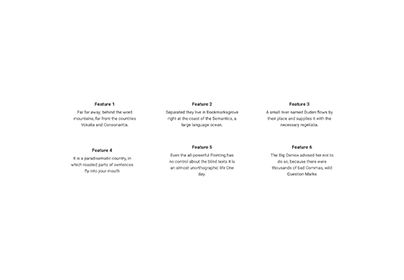 Feature 1
Far far away, behind the word
mountains, far from the countries
Vokalia and Consonantia.
Feature 2
Separated they live in Bookmarksgrove
right at the coast of the Semantics, a
large language ocean.
Feature 3
A small river named Duden flows by
their place and supplies it with the
necessary regelialia.
Feature 4
It is a paradisematic country, in
which roasted parts of sentences
fly into your mouth
Feature 5
Even the all-powerful Pointing has
no control about the blind texts it is
an almost unorthographic life One
day.
Feature 6
The Big Oxmox advised her not to
do so, because there were
thousands of bad Commas, wild
Question Marks